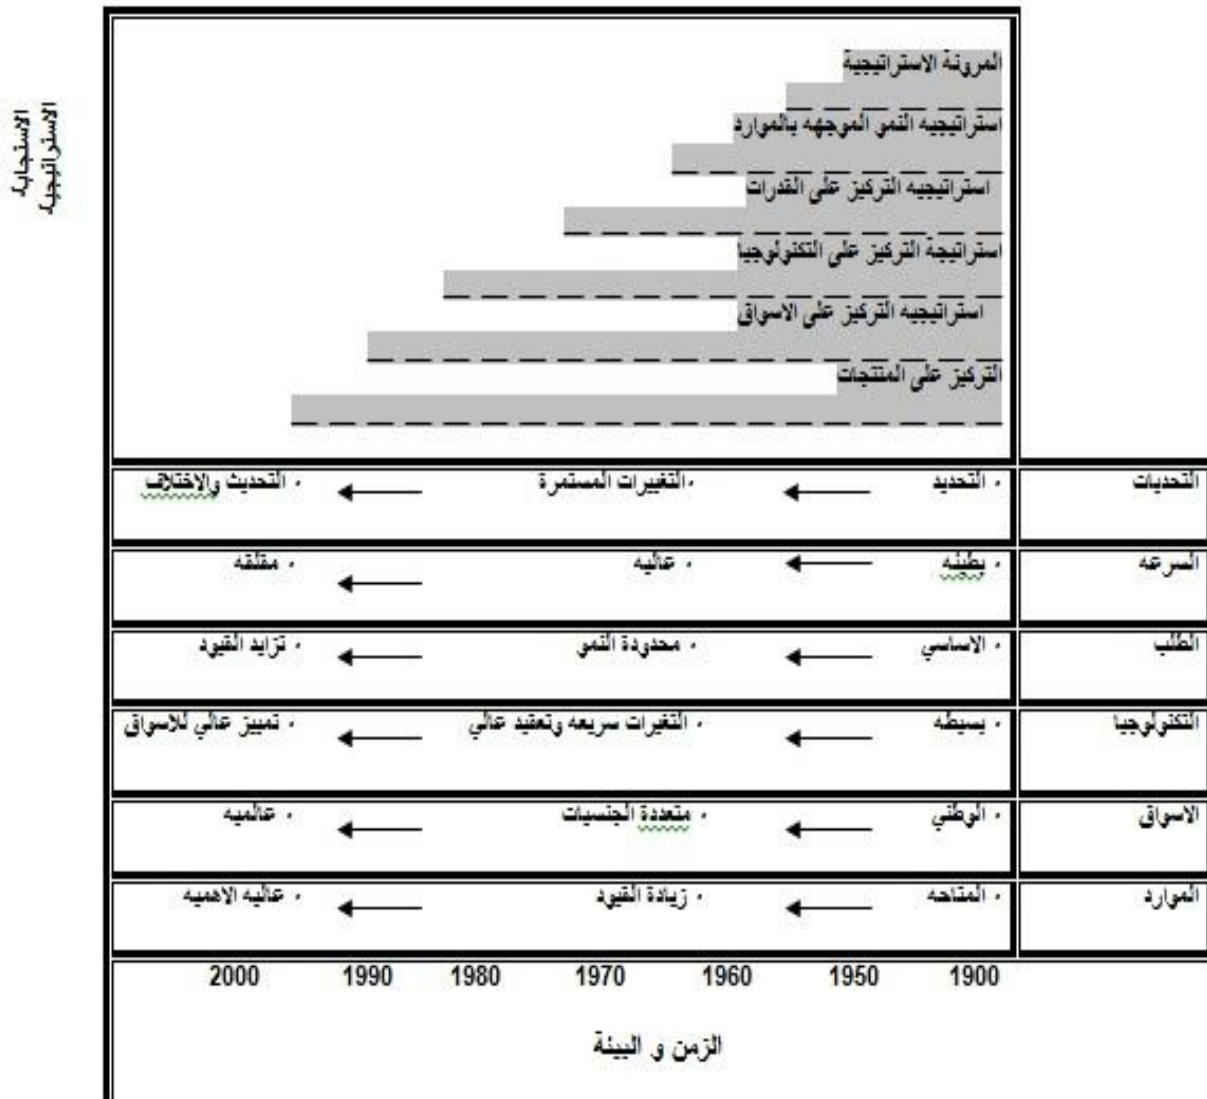 الاستجابة
الاستراتيجية
المرونة الاستراتيجية
استراتيجيه النمو الموجهه بالموارد
استراتيجيه التركيز على القدرات
استراتيجة التركيز على التكنولوجيا
استراتيجيه التركيز على الاسواق
التركيز على المنتجات
التحديات · التحديد ← ·التغييرات المستمرة ← · التحديث والاختلاف
السرعه · بطيئه ← · عاليه ← · مقلقه
الطلب · الاساسي ← · محدودة النمو ← · تزايد القيود
التكنولوجيا · بسيطه ← · التغيرات سريعه وتعقيد عالي ← · تمييز عالي للاسواق
الاسواق · الوطني ← · متعددة الجنسيات ← · عالميه
الموارد · المتاحه ← · زيادة القيود ← · عاليه الاهميه
1900 1950 1960 1970 1980 1990 2000
الزمن و البيئة